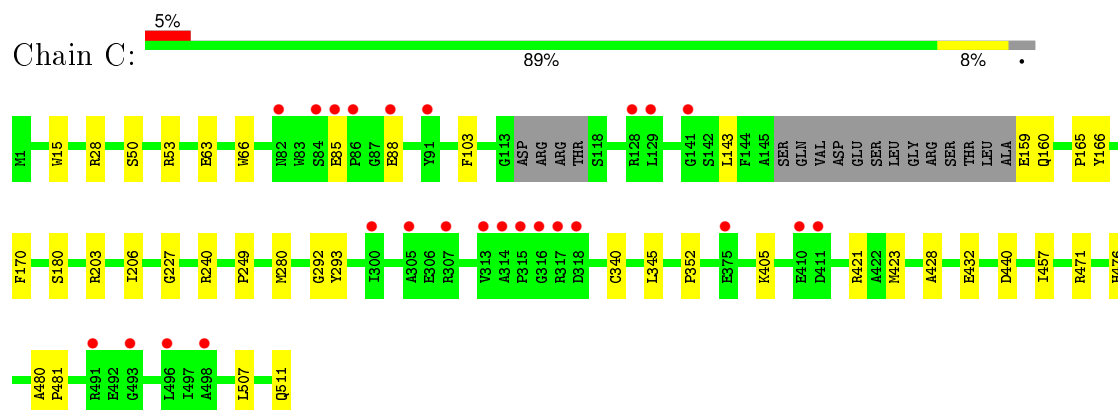 5%
Chain C:
89% 8% •
M1 W15 R28 S50 R53 E63 W66 N82 W83 S84 E85 P86 G87 E88 Y91 F103 G113 ASP ARG ARG THR S118 R128 L129 G141 S142 L143 F144 A145 SER GLN VAL ASP GLU SER LEU GLY ARG SER THR LEU ALA E159 Q160 P165 Y166
F170 S180 R203 I206 G227 R240 P249 M280 G292 Y293 I300 A305 E306 R307 V313 A314 P315 G316 R317 D318 C340 L345 P352 E375 K405 E410 D411 R421 A422 M423 A428 E432 D440 I457 R471
A480 P481 R491 E492 G493 L496 I497 A498 L507 Q511